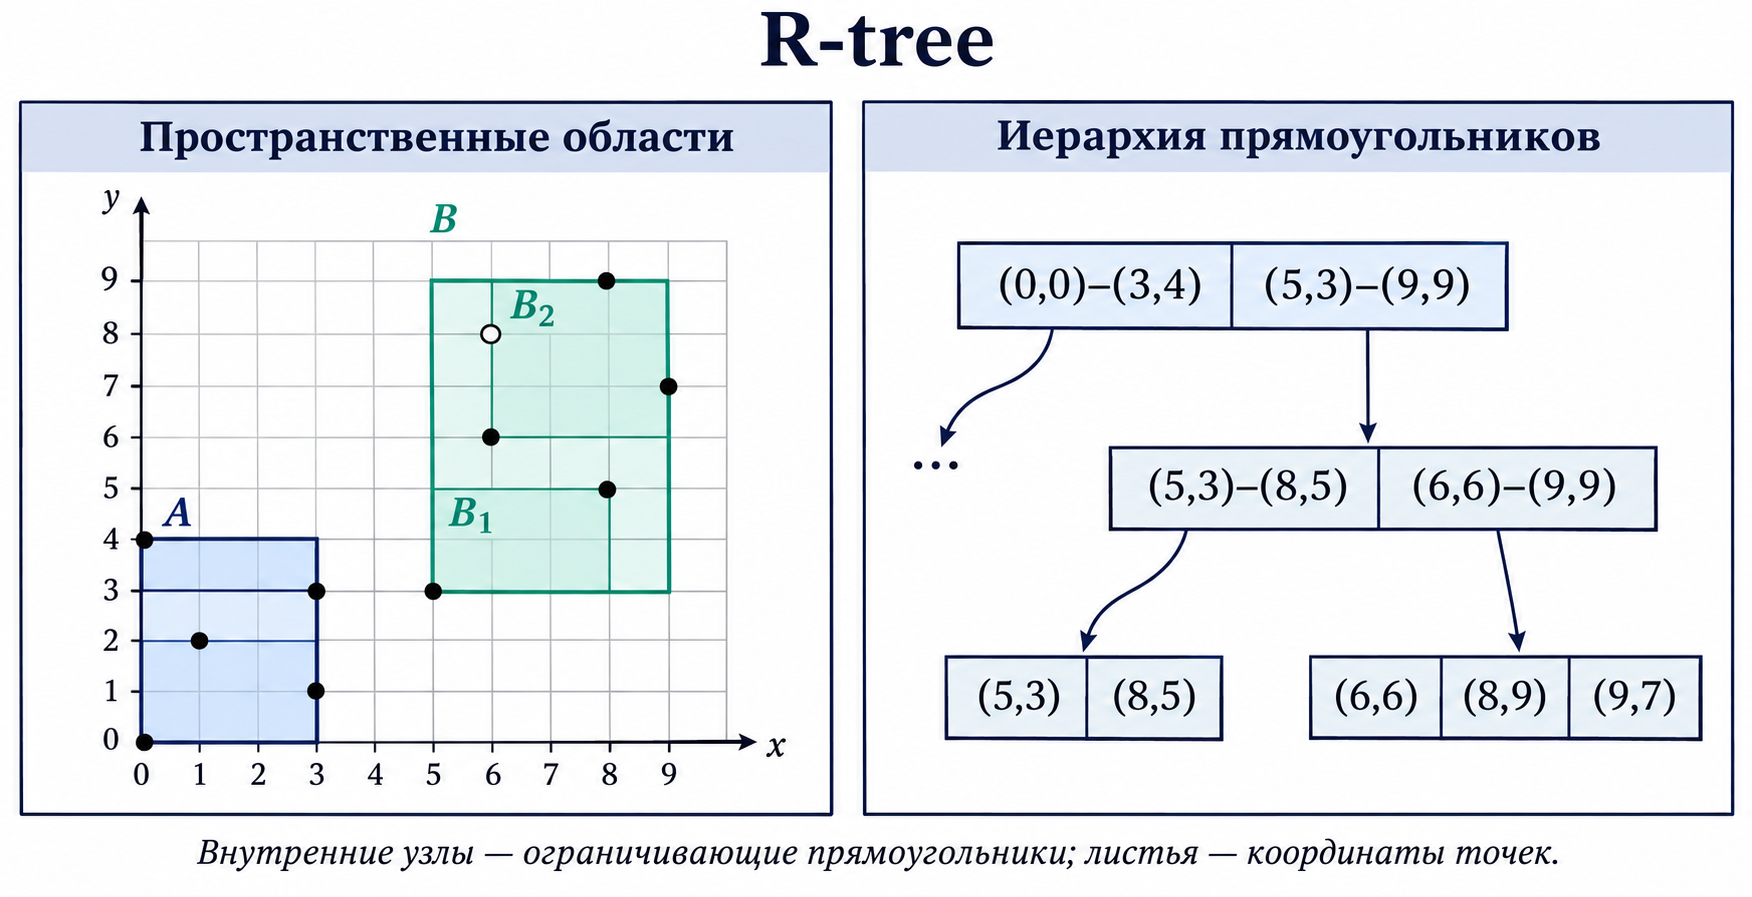 R-tree
Пространственные области
y
B
9
B₂
8
7
6
5
B₁
A
4
3
2
1
0
x
0 1 2 3 4 5 6 7 8 9
Иерархия прямоугольников
(0,0)–(3,4) (5,3)–(9,9)
...
(5,3)–(8,5) (6,6)–(9,9)
(5,3) (8,5) (6,6) (8,9) (9,7)
Внутренние узлы — ограничивающие прямоугольники; листья — координаты точек.